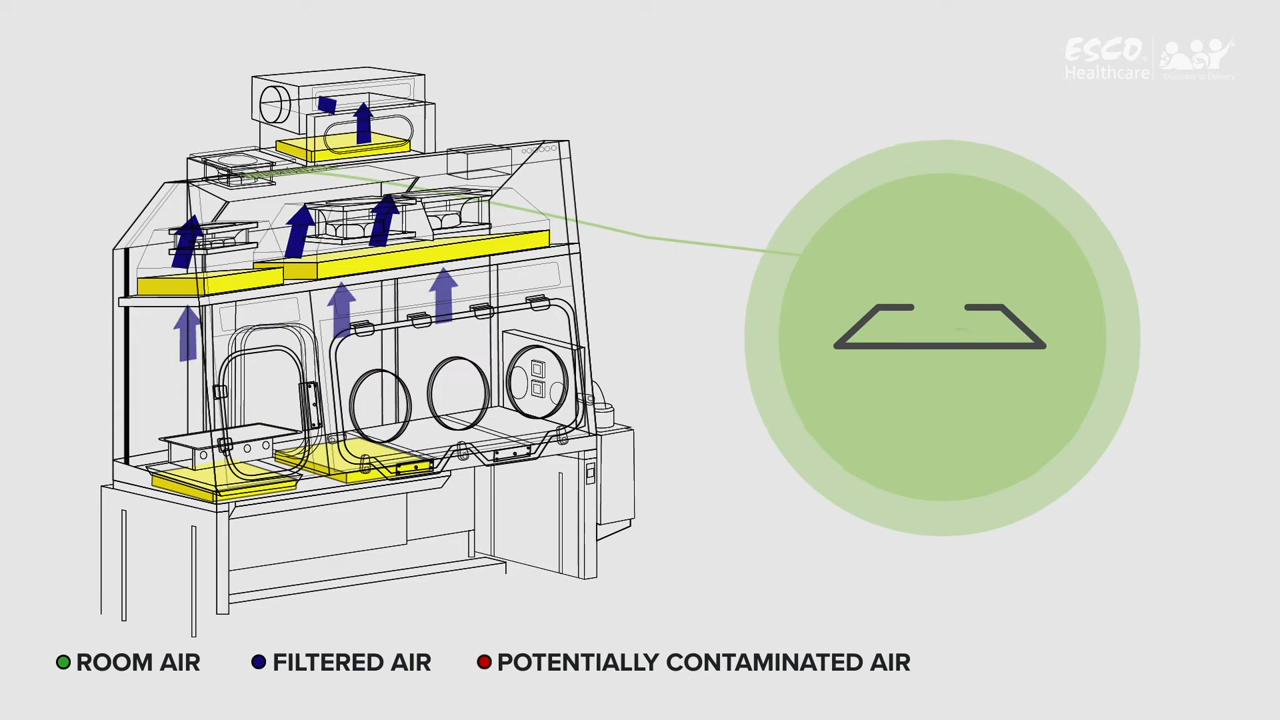 ESCO
Healthcare
ROOM AIR
FILTERED AIR
POTENTIALLY CONTAMINATED AIR